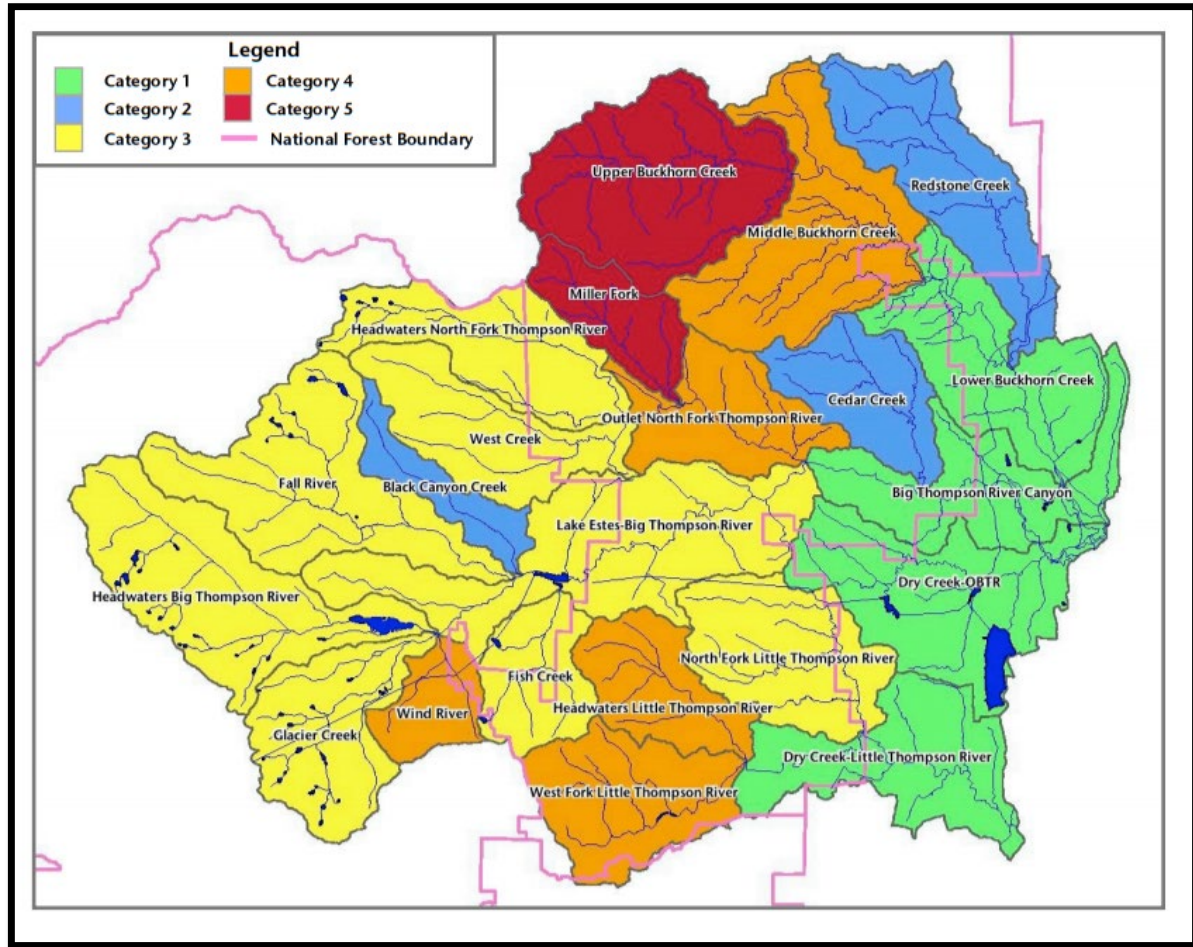 Legend
Category 1
Category 4
Category 2
Category 5
Category 3
National Forest Boundary
Upper Buckhorn Creek
Redstone Creek
Middle Buckhorn Creek
Miller Fork
Headwaters North Fork Thompson River
Lower Buckhorn Creek
Cedar Creek
Outlet North Fork Thompson River
West Creek
Fall River
Black Canyon Creek
Big Thompson River Canyon
Lake Estes-Big Thompson River
Dry Creek-OBTR
Headwaters Big Thompson River
North Fork Little Thompson River
Fish Creek
Headwaters Little Thompson River
Wind River
Glacier Creek
Dry Creek-Little Thompson River
West Fork Little Thompson River